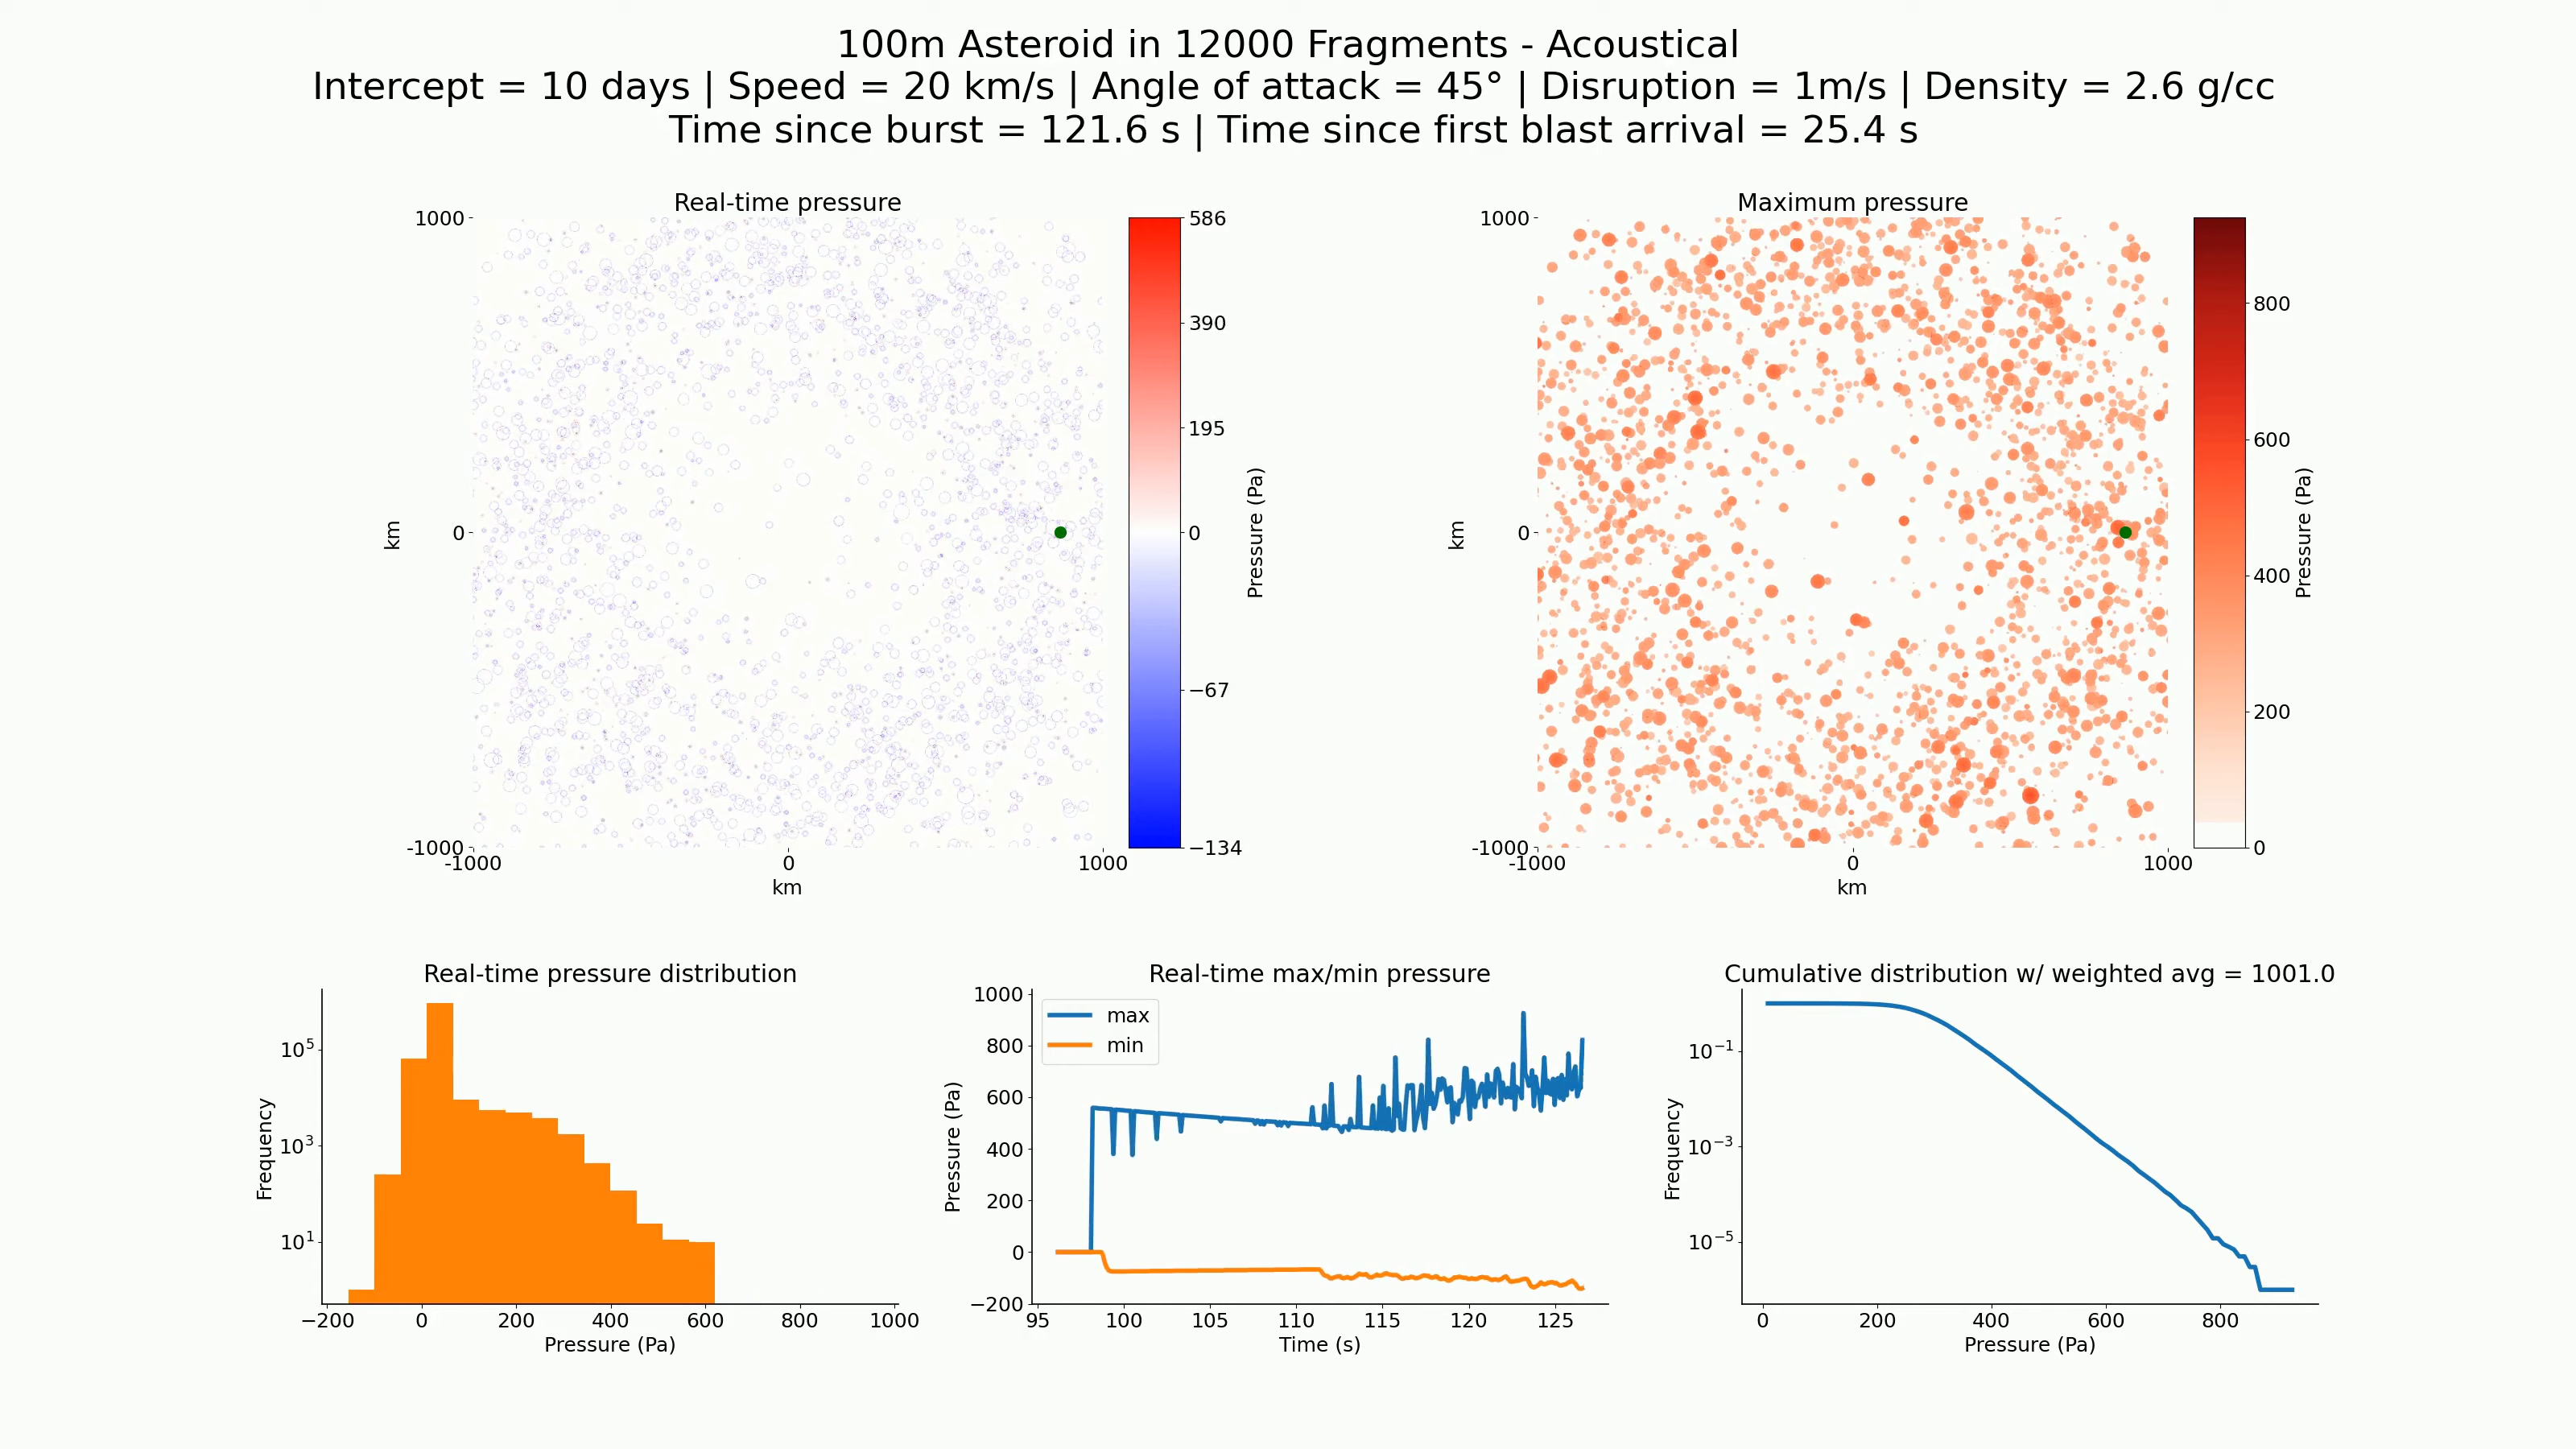 100m Asteroid in 12000 Fragments - Acoustical
Intercept = 10 days | Speed = 20 km/s | Angle of attack = 45° | Disruption = 1m/s | Density = 2.6 g/cc
Time since burst = 121.6 s | Time since first blast arrival = 25.4 s
Real-time pressure
1000
0
-1000
km
-1000
0
1000
km
586
390
195
0
−67
−134
Pressure (Pa)
Maximum pressure
1000
0
-1000
km
-1000
0
1000
km
800
600
400
200
0
Pressure (Pa)
Real-time pressure distribution
10⁵
10³
10¹
Frequency
−200
0
200
400
600
800
1000
Pressure (Pa)
Real-time max/min pressure
max
min
1000
800
600
400
200
0
−200
Pressure (Pa)
95
100
105
110
115
120
125
Time (s)
Cumulative distribution w/ weighted avg = 1001.0
10⁻¹
10⁻³
10⁻⁵
Frequency
0
200
400
600
800
Pressure (Pa)